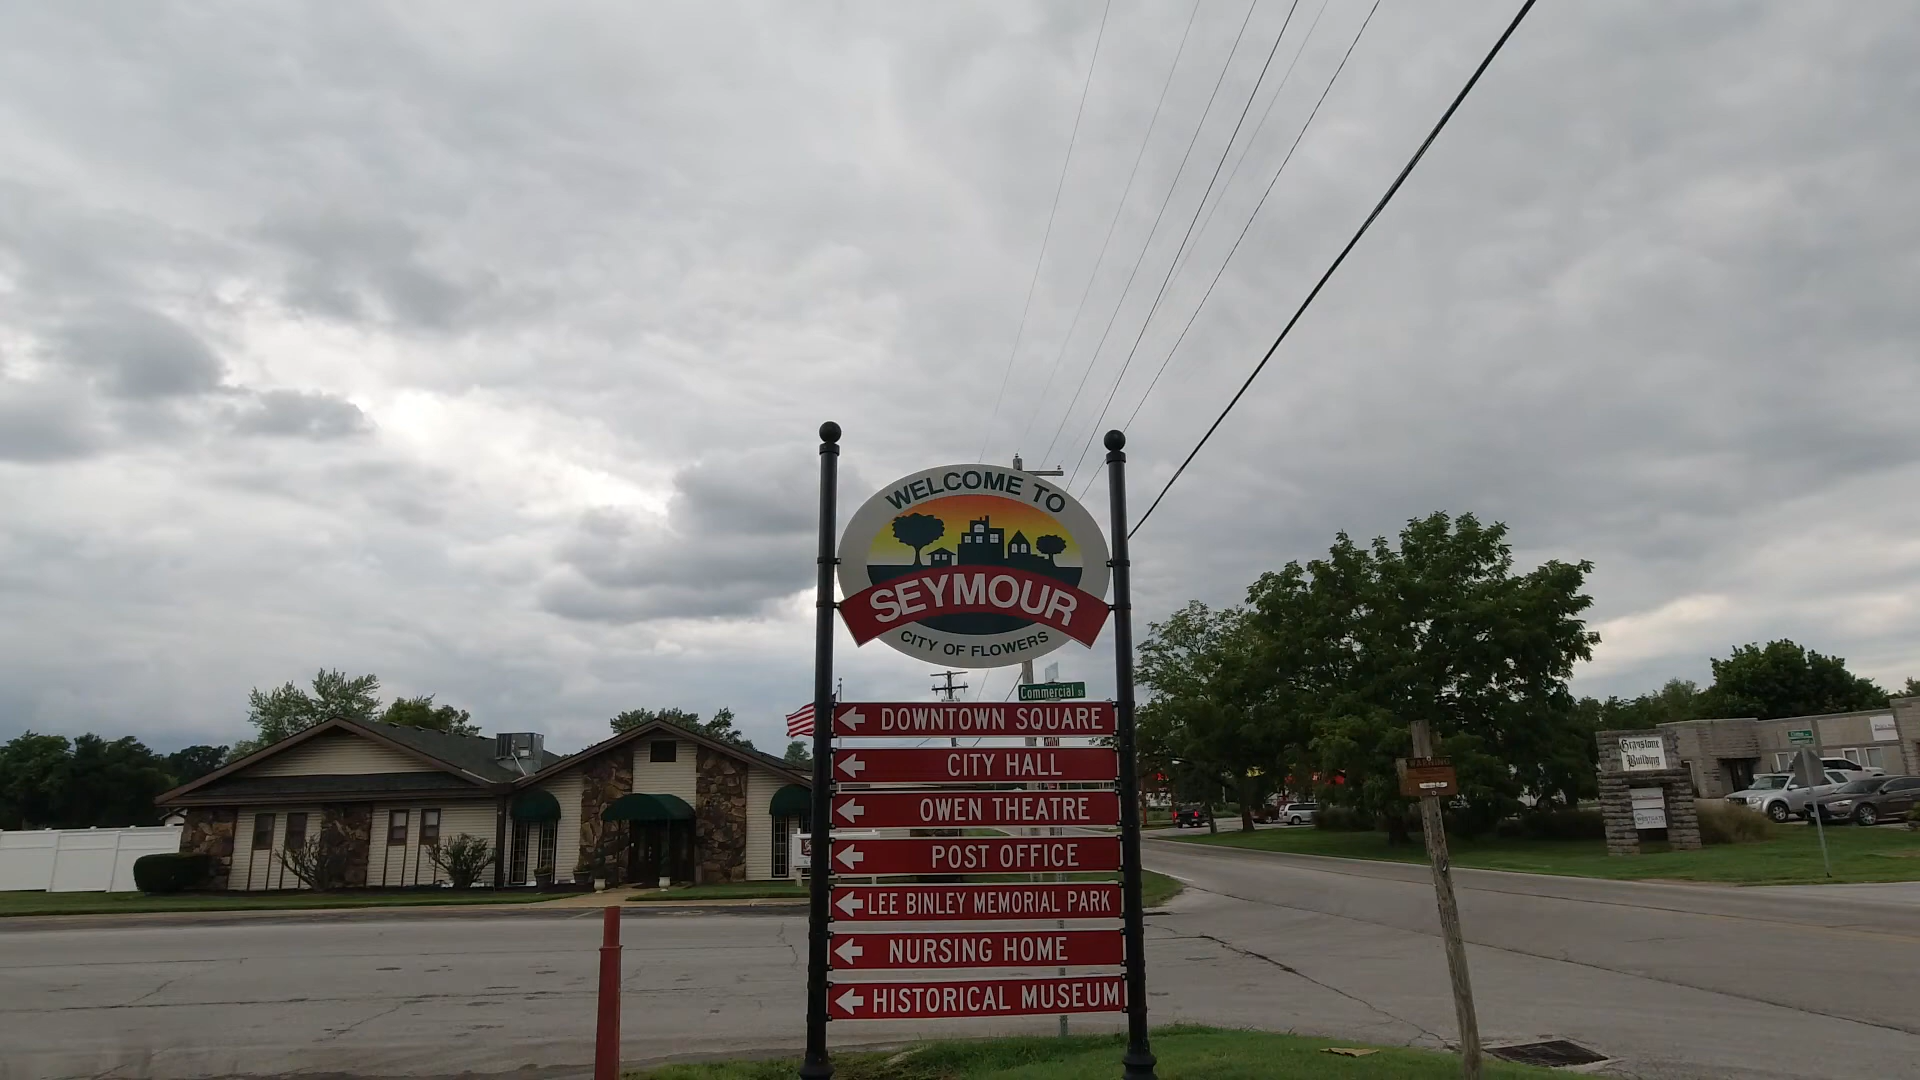 WELCOME TO
SEYMOUR
CITY OF FLOWERS
Commercial
DOWNTOWN SQUARE
CITY HALL
OWEN THEATRE
POST OFFICE
LEE BINLEY MEMORIAL PARK
NURSING HOME
HISTORICAL MUSEUM
WARNING
Graystone
Building